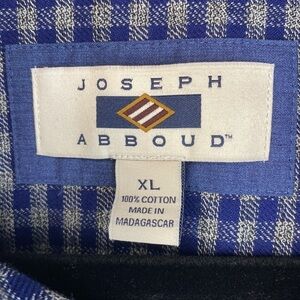 JOSEPH
ABBOUD™
XL
100% COTTON
MADE IN
MADAGASCAR